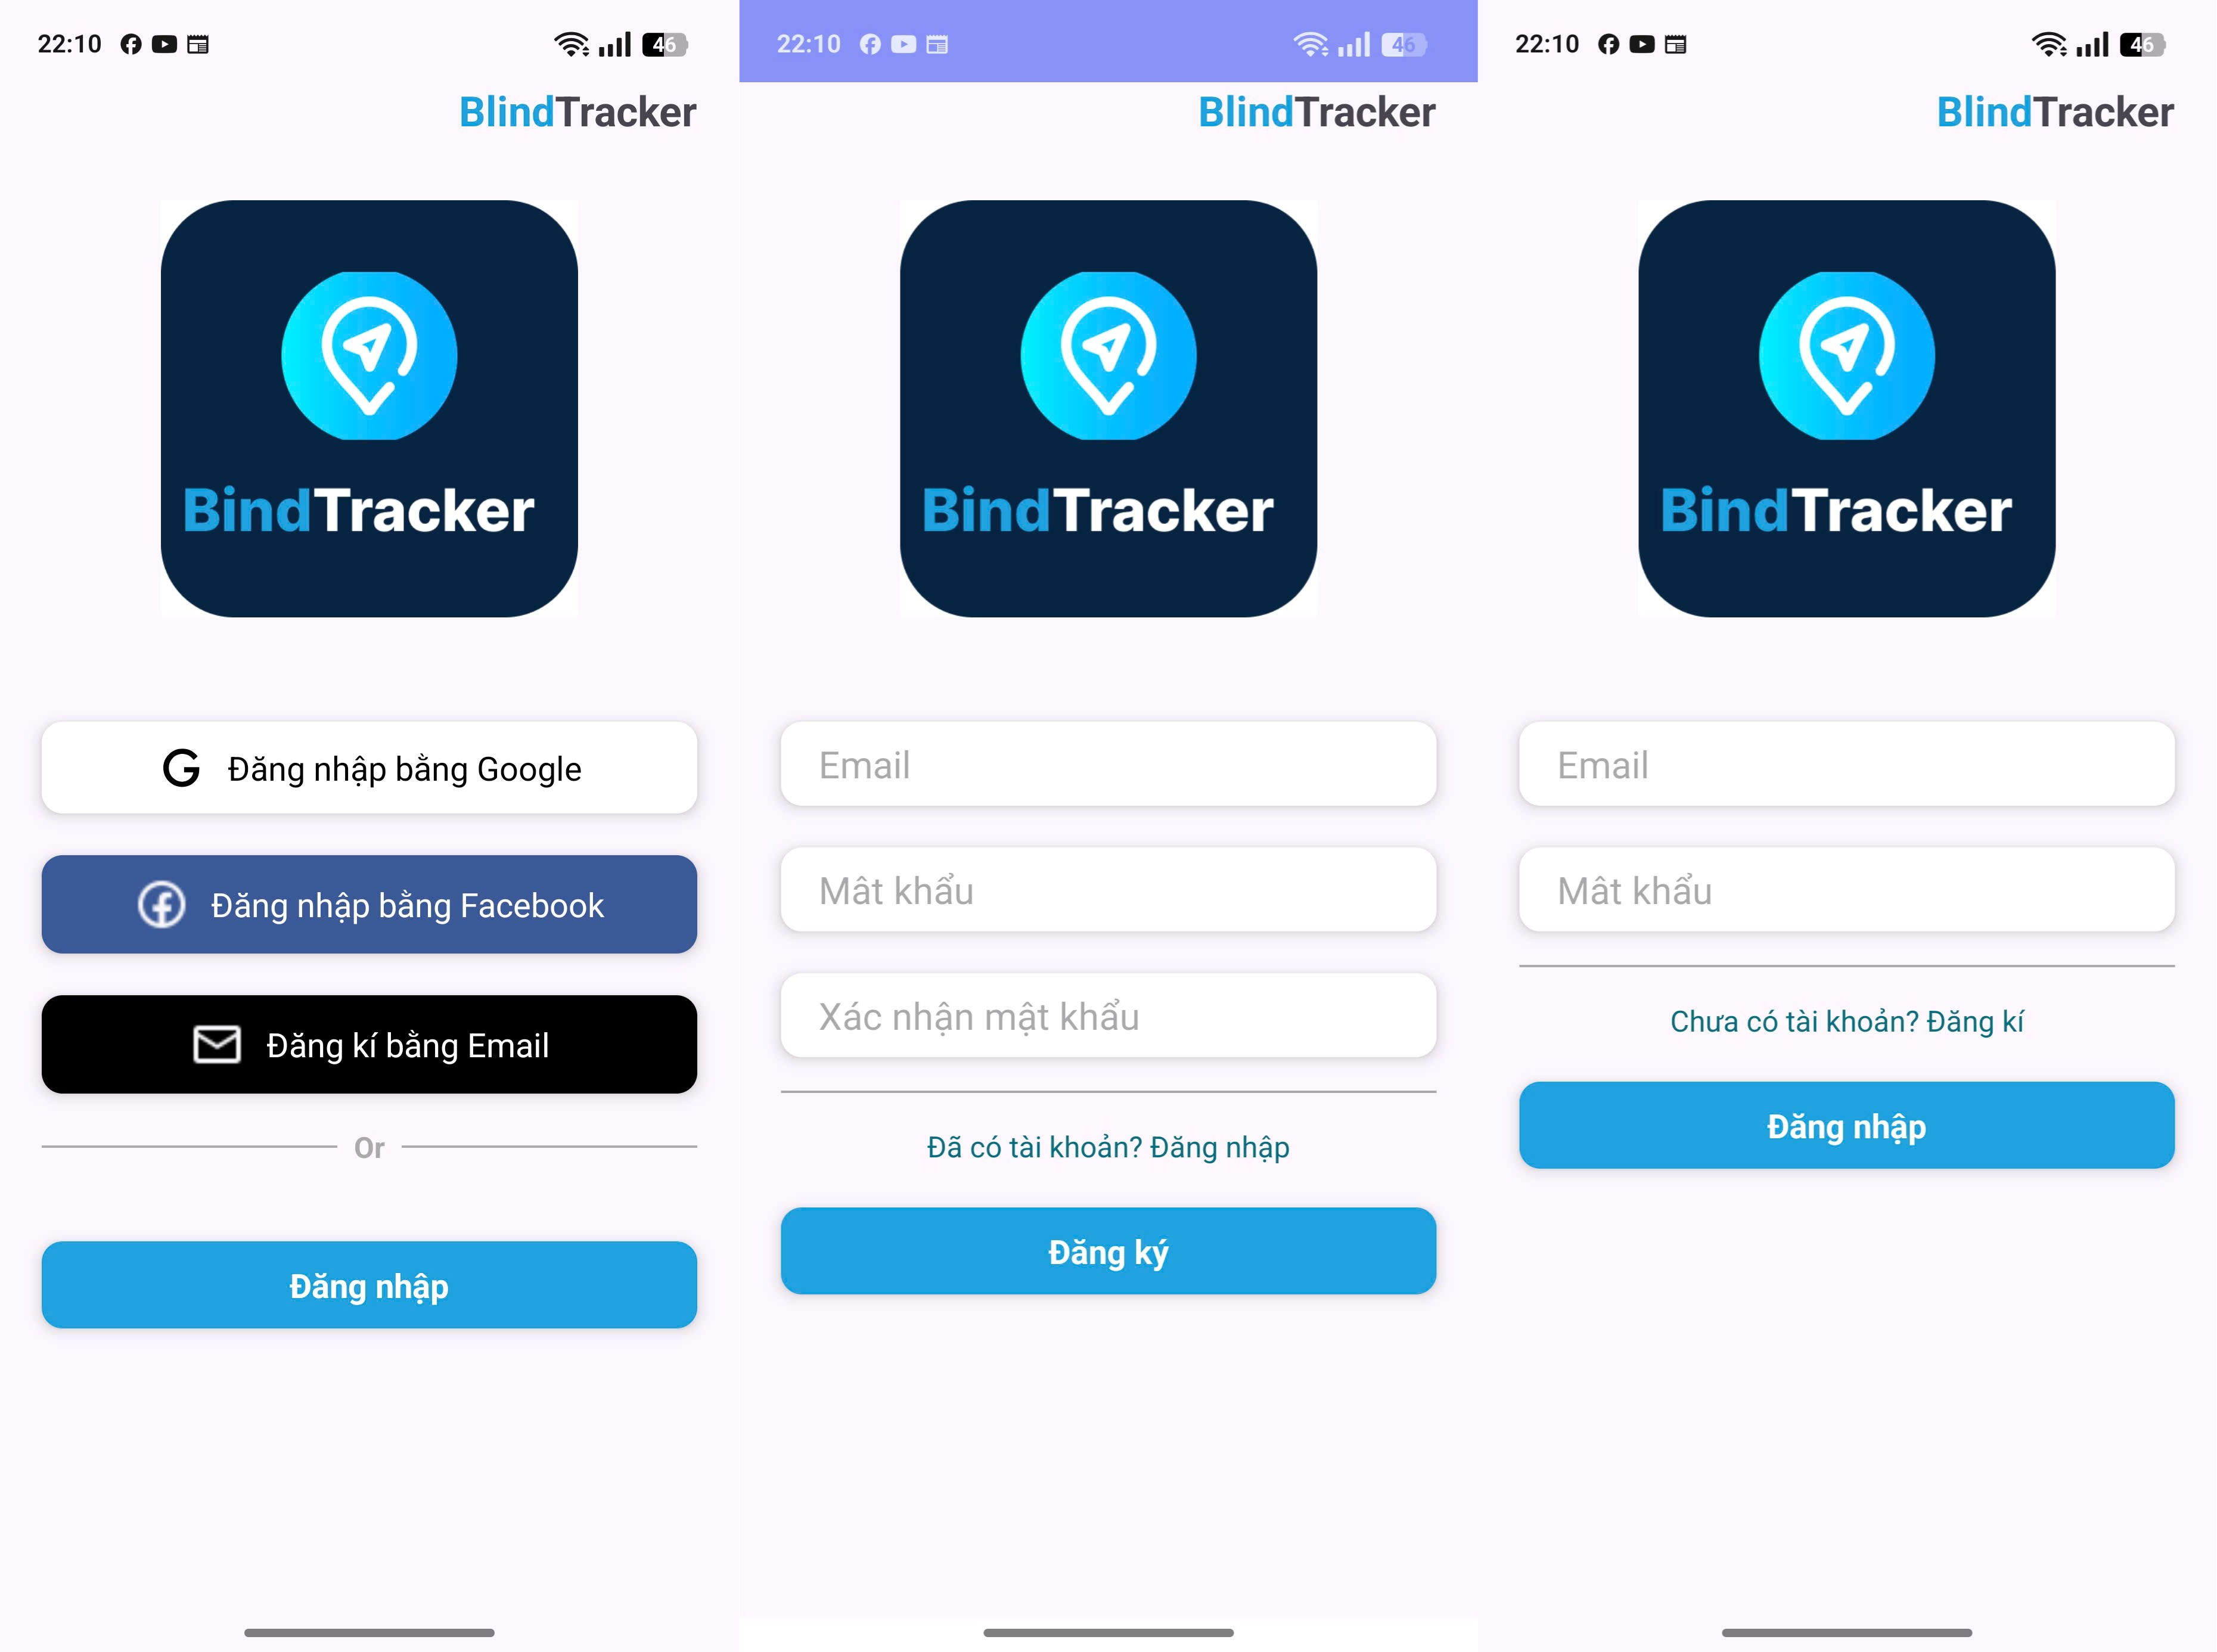 22:10
46
BlindTracker
BindTracker
Đăng nhập bằng Google
Đăng nhập bằng Facebook
Đăng kí bằng Email
Or
Đăng nhập
22:10
46
BlindTracker
BindTracker
Email
Mât khẩu
Xác nhận mật khẩu
Đã có tài khoản? Đăng nhập
Đăng ký
22:10
46
BlindTracker
BindTracker
Email
Mât khẩu
Chưa có tài khoản? Đăng kí
Đăng nhập